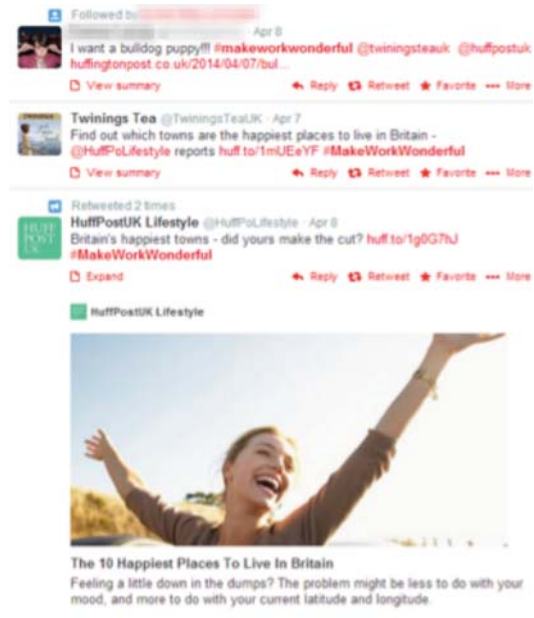 Followed by
Apr 8
I want a bulldog puppy!!! #makeworkwonderful @twiningsteauk @huffpostuk
huffingtonpost.co.uk/2014/04/07/bul...
View summary Reply Retweet Favorite More
Twinings Tea @TwiningsTeaUK · Apr 7
Find out which towns are the happiest places to live in Britain -
@HuffPoLifestyle reports huff.to/1mUEeYF #MakeWorkWonderful
View summary Reply Retweet Favorite More
Retweeted 2 times
HuffPostUK Lifestyle @HuffPoLifestyle · Apr 8
Britain's happiest towns - did yours make the cut? huff.to/1g0G7hJ
#MakeWorkWonderful
Expand Reply Retweet Favorite More
HUFF
POST
UK
HuffPostUK Lifestyle
The 10 Happiest Places To Live In Britain
Feeling a little down in the dumps? The problem might be less to do with your
mood, and more to do with your current latitude and longitude.